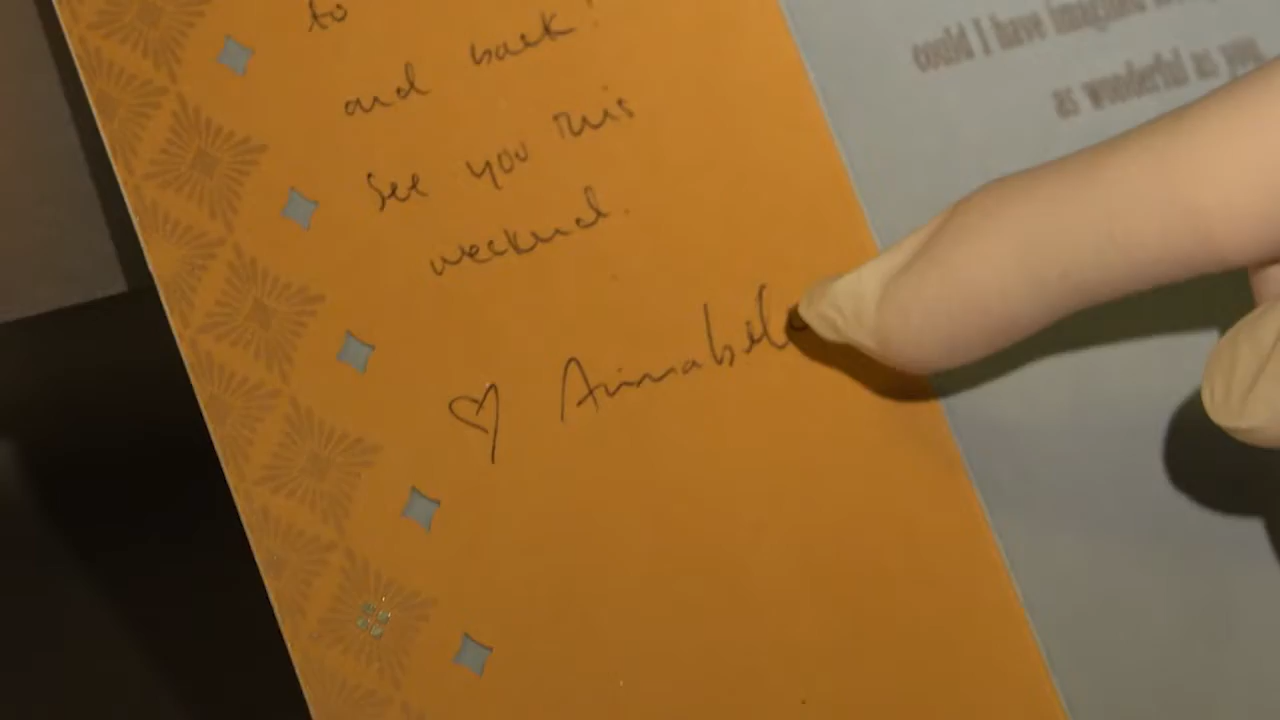 to
and back!
See you this
weekend.
♡ Annabel
could I have imagined
as wonderful as you